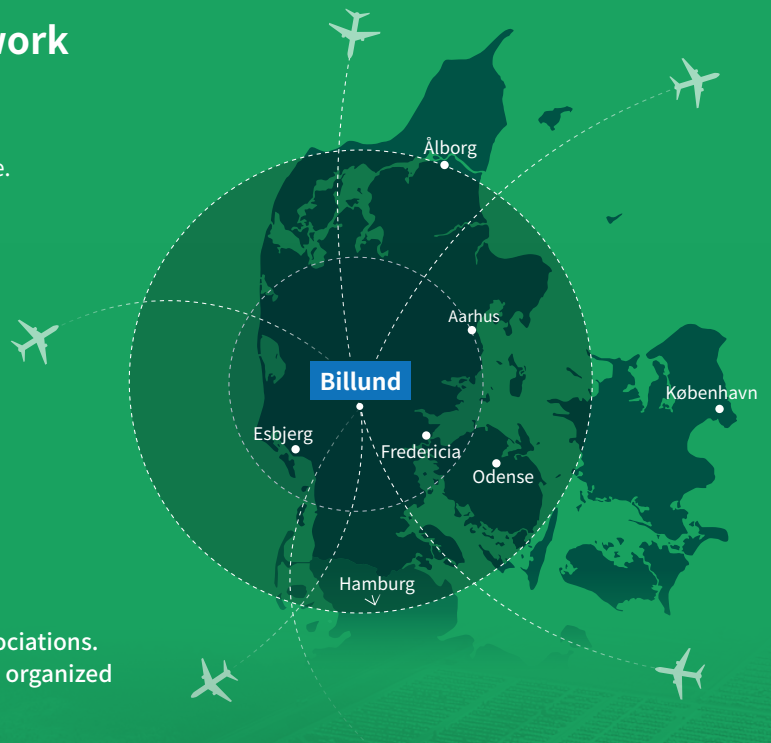 work
e.
Ålborg
Aarhus
Billund
København
Esbjerg
Fredericia
Odense
Hamburg
ociations.
organized